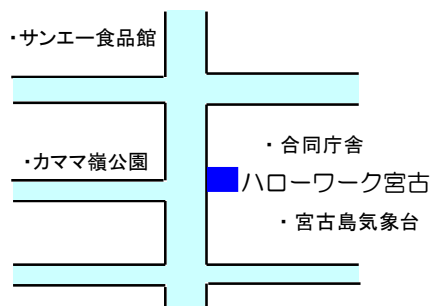 ・サンエー食品館
・合同庁舎
・カママ嶺公園
ハローワーク宮古
・宮古島気象台